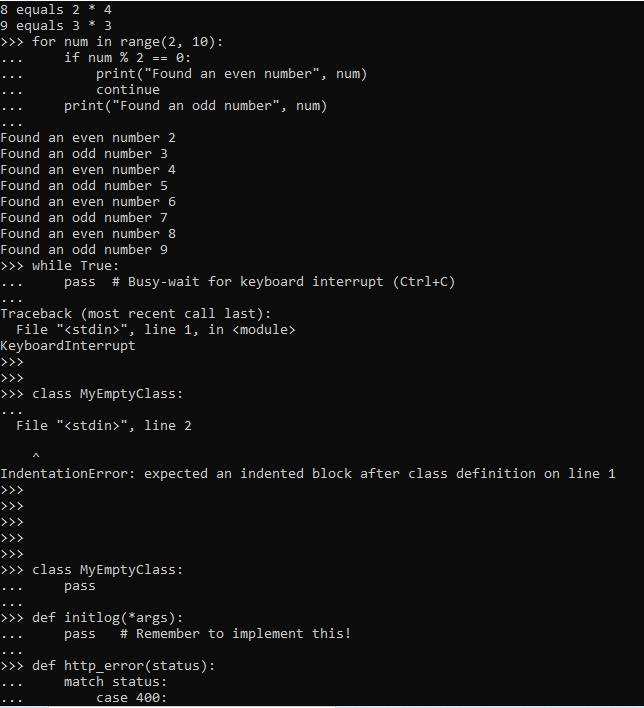 8 equals 2 * 4
9 equals 3 * 3
>>> for num in range(2, 10):
...     if num % 2 == 0:
...         print("Found an even number", num)
...         continue
...     print("Found an odd number", num)
...
Found an even number 2
Found an odd number 3
Found an even number 4
Found an odd number 5
Found an even number 6
Found an odd number 7
Found an even number 8
Found an odd number 9
>>> while True:
...     pass  # Busy-wait for keyboard interrupt (Ctrl+C)
...
Traceback (most recent call last):
  File "<stdin>", line 1, in <module>
KeyboardInterrupt
>>>
>>>
>>> class MyEmptyClass:
...
  File "<stdin>", line 2

    ^
IndentationError: expected an indented block after class definition on line 1
>>>
>>>
>>>
>>>
>>>
>>> class MyEmptyClass:
...     pass
...
>>> def initlog(*args):
...     pass   # Remember to implement this!
...
>>> def http_error(status):
...     match status:
...         case 400: